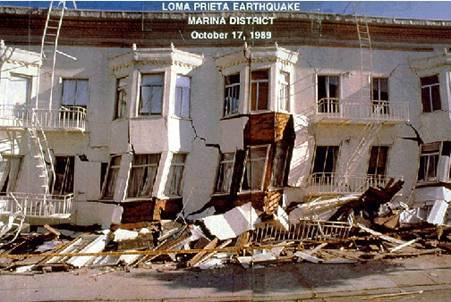 LOMA PRIETA EARTHQUAKE
MARINA DISTRICT
October 17, 1989